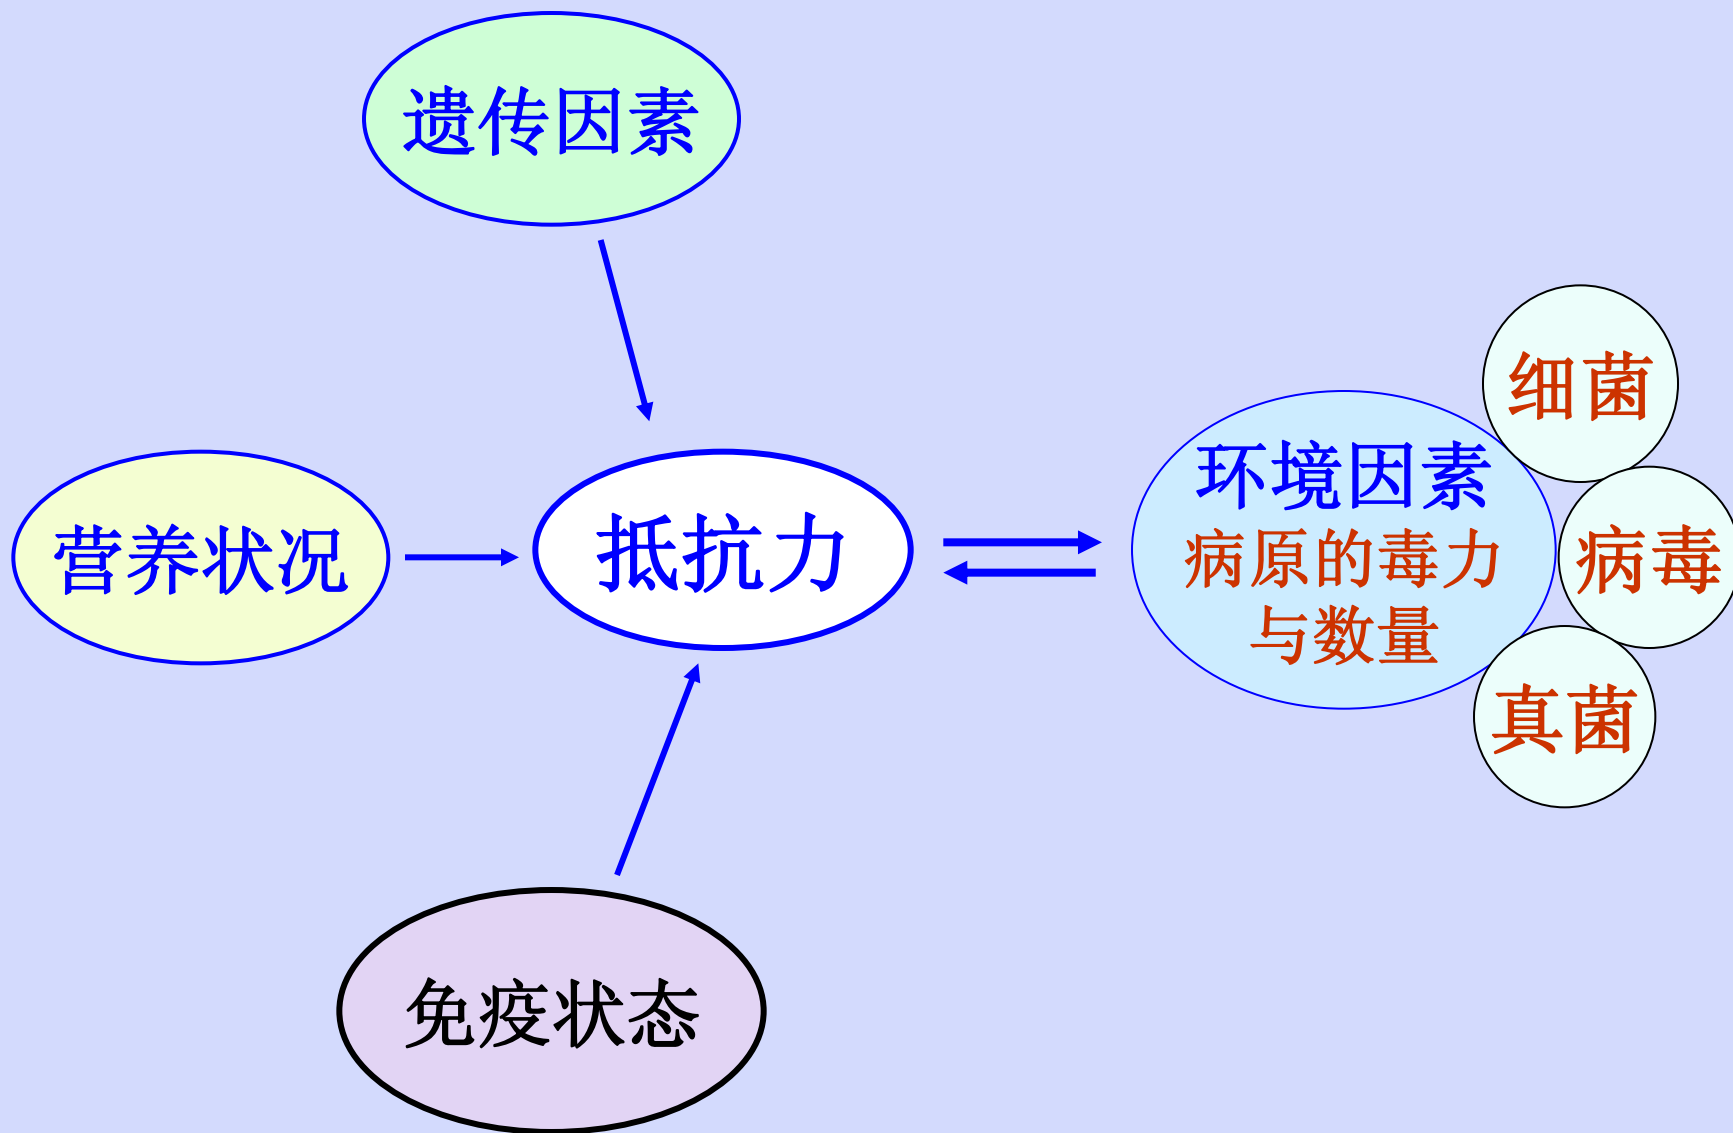 遗传因素
营养状况
抵抗力
环境因素
病原的毒力
与数量
细菌
病毒
真菌
免疫状态